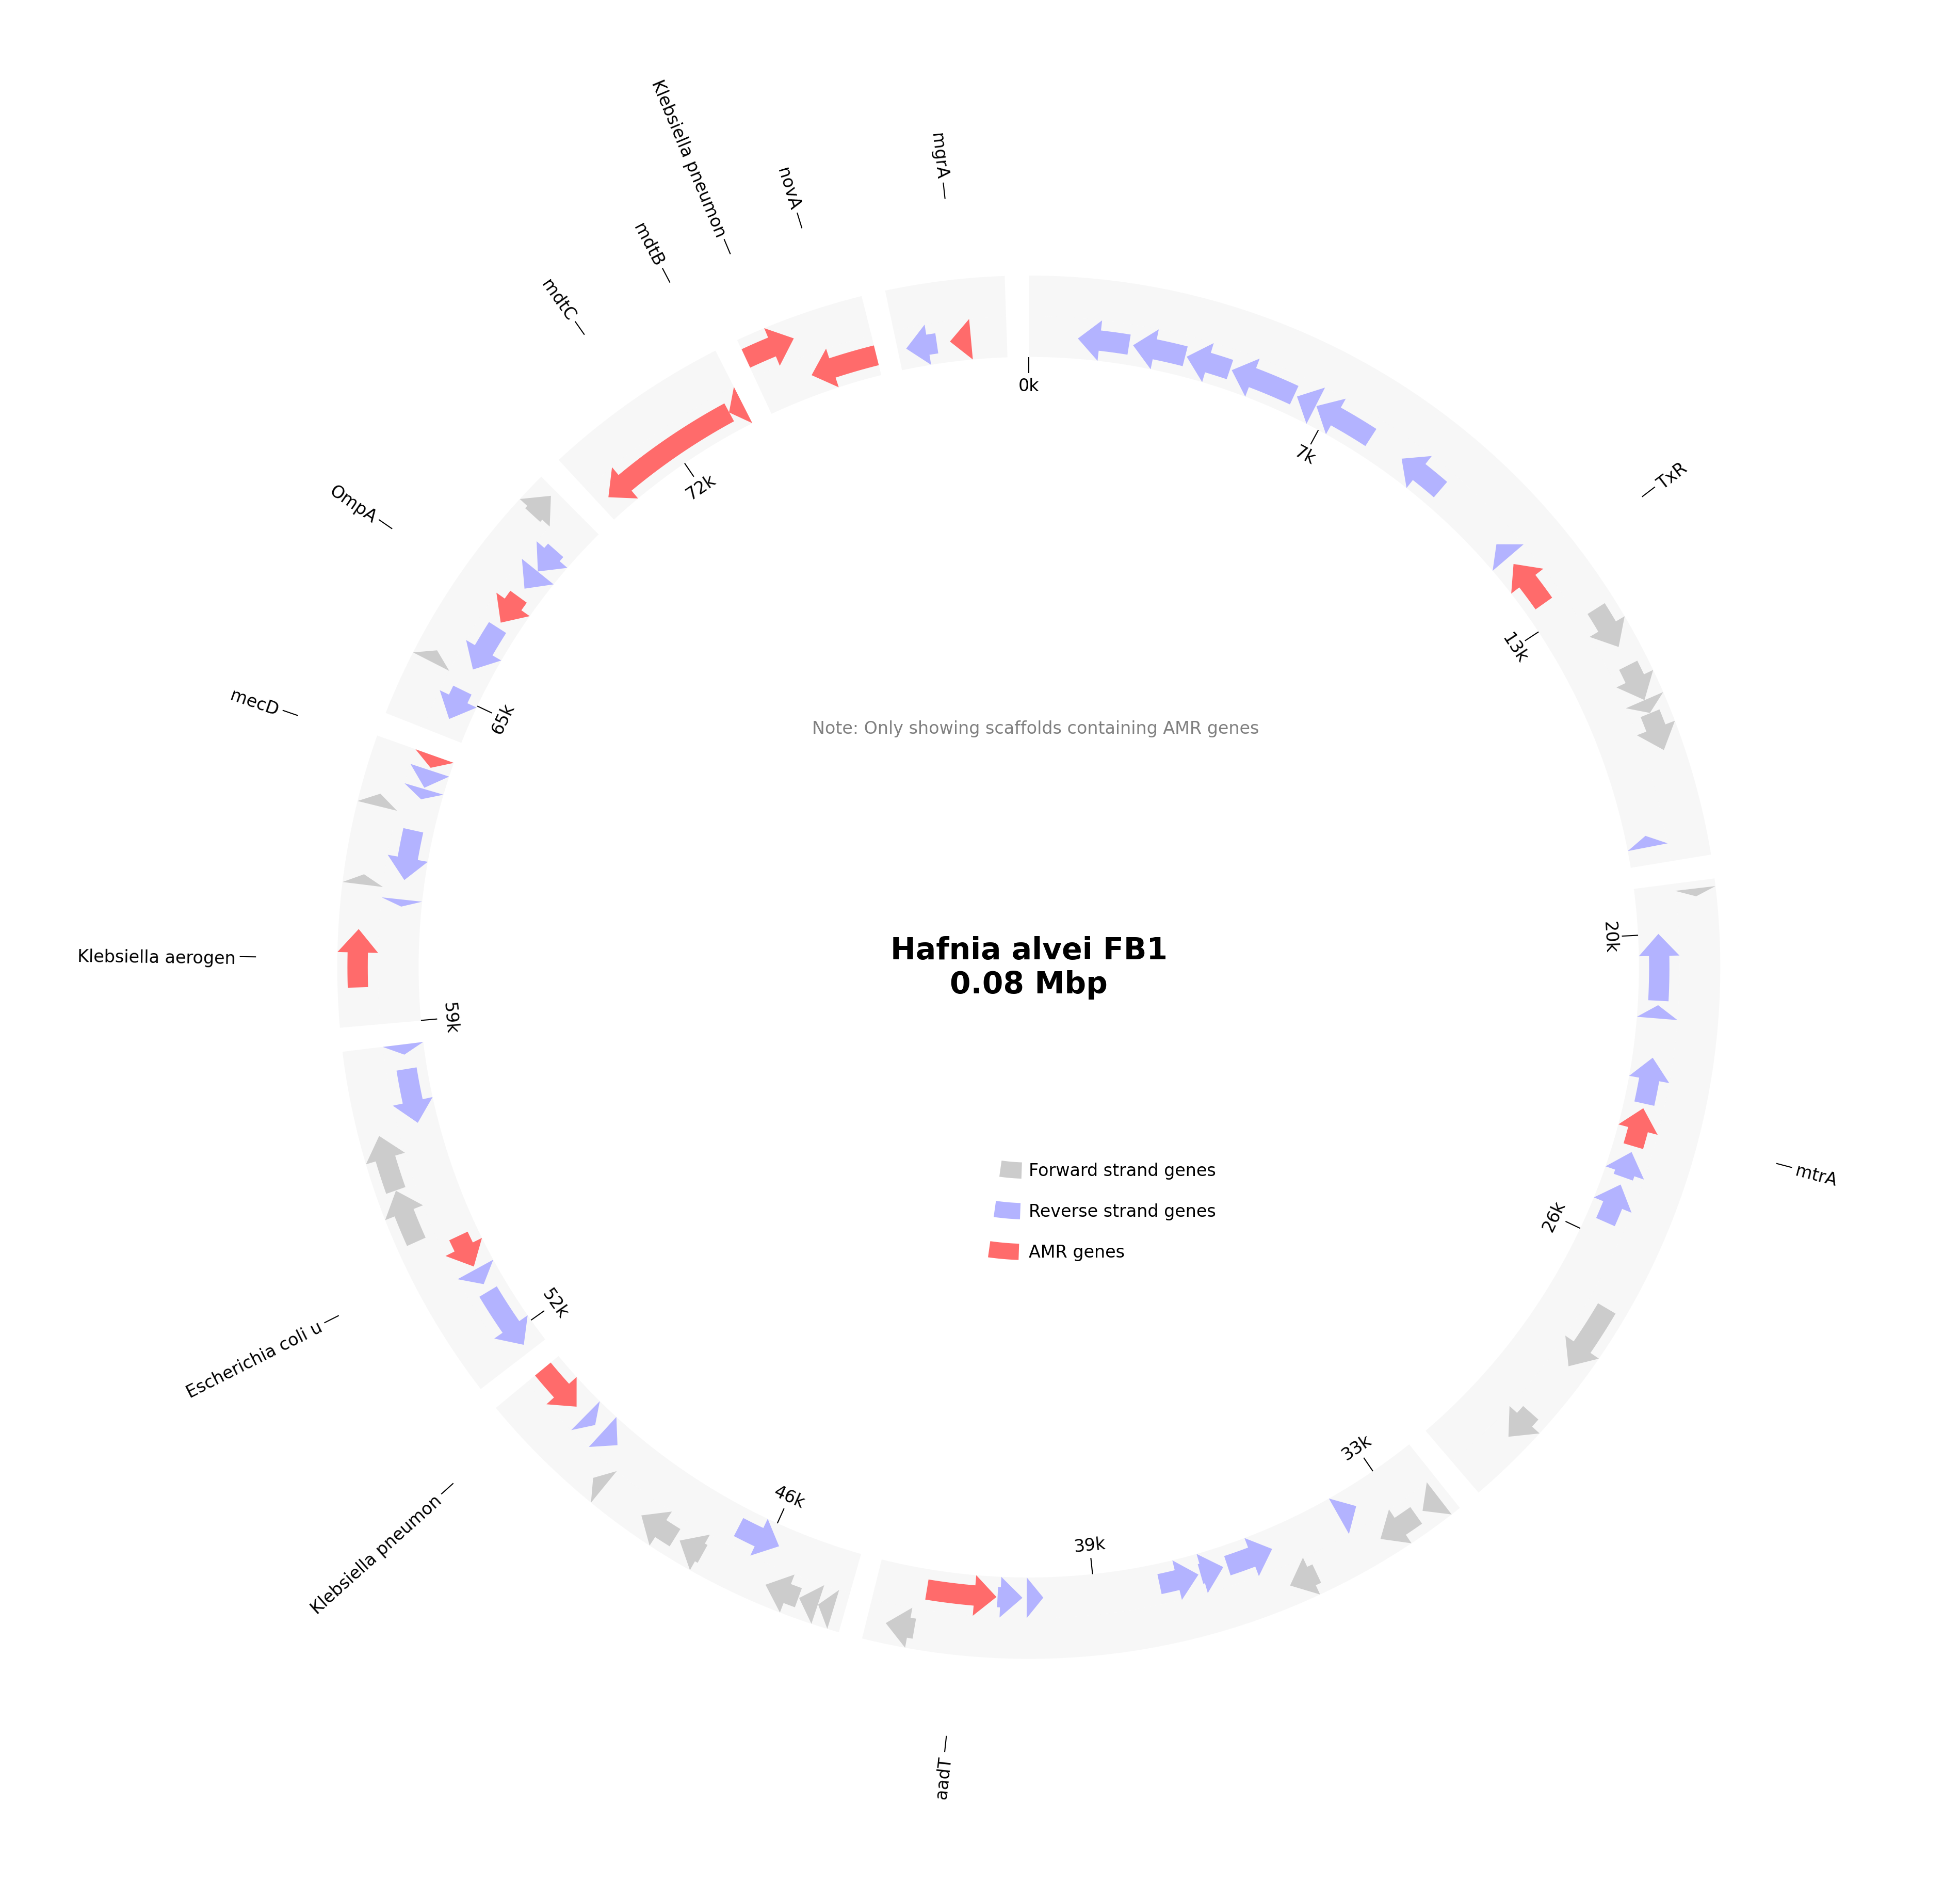 Klebsiella pneumon
mgrA
novA
mdtB
mdtC
0k
7k
TxR
OmpA
72k
13k
mecD
65k
Note: Only showing scaffolds containing AMR genes
Klebsiella aerogen
Hafnia alvei FB1
0.08 Mbp
20k
59k
mtrA
Forward strand genes
Reverse strand genes
AMR genes
26k
52k
Escherichia coli u
33k
46k
39k
Klebsiella pneumon
aadT